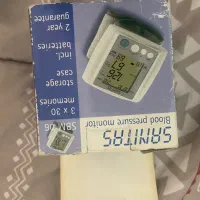 SANITAS
Blood pressure monitor
SBM 06
3 x 30
memories
storage
case
incl.
batteries
2 year
guarantee